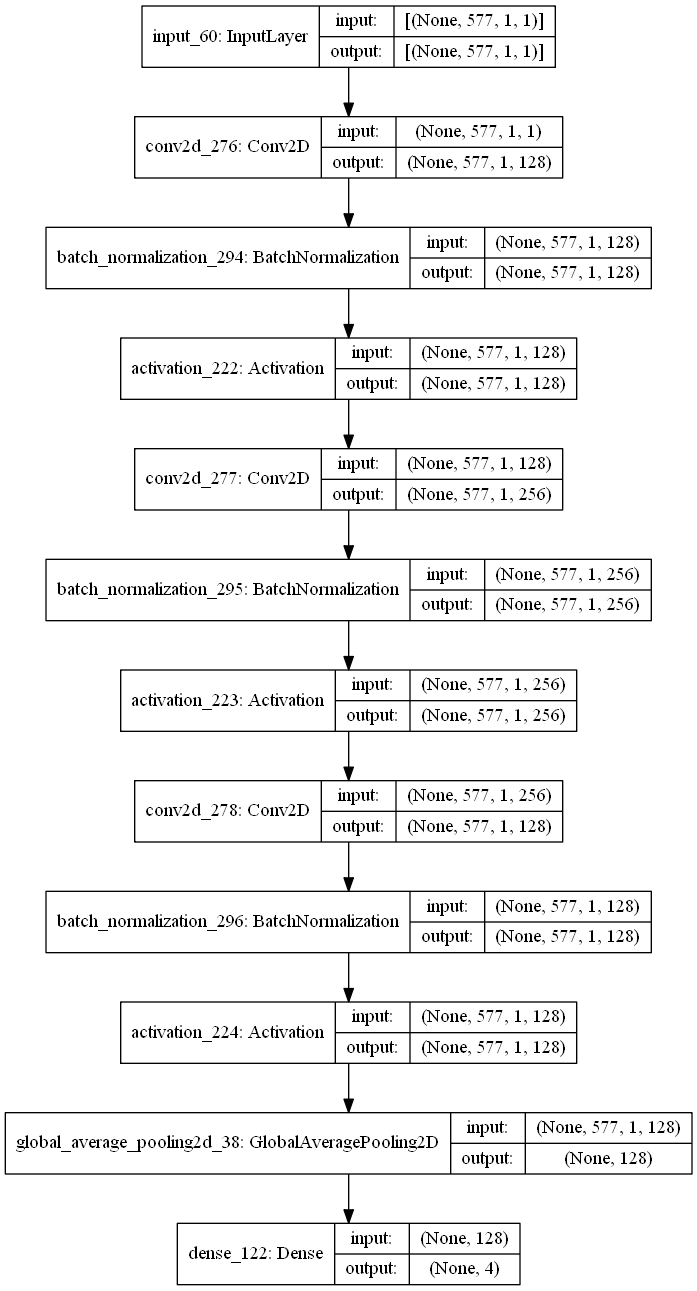 input_60: InputLayer
input: [(None, 577, 1, 1)]
output: [(None, 577, 1, 1)]
conv2d_276: Conv2D
input: (None, 577, 1, 1)
output: (None, 577, 1, 128)
batch_normalization_294: BatchNormalization
input: (None, 577, 1, 128)
output: (None, 577, 1, 128)
activation_222: Activation
input: (None, 577, 1, 128)
output: (None, 577, 1, 128)
conv2d_277: Conv2D
input: (None, 577, 1, 128)
output: (None, 577, 1, 256)
batch_normalization_295: BatchNormalization
input: (None, 577, 1, 256)
output: (None, 577, 1, 256)
activation_223: Activation
input: (None, 577, 1, 256)
output: (None, 577, 1, 256)
conv2d_278: Conv2D
input: (None, 577, 1, 256)
output: (None, 577, 1, 128)
batch_normalization_296: BatchNormalization
input: (None, 577, 1, 128)
output: (None, 577, 1, 128)
activation_224: Activation
input: (None, 577, 1, 128)
output: (None, 577, 1, 128)
global_average_pooling2d_38: GlobalAveragePooling2D
input: (None, 577, 1, 128)
output: (None, 128)
dense_122: Dense
input: (None, 128)
output: (None, 4)